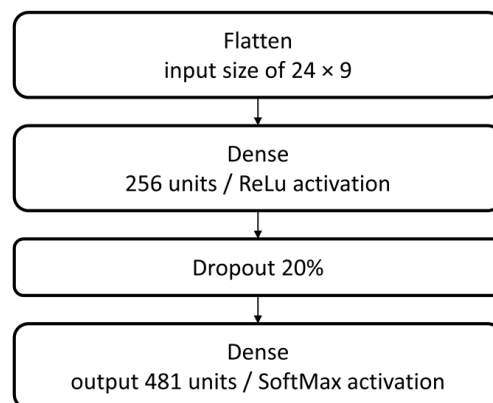 Flatten
input size of 24 × 9
Dense
256 units / ReLu activation
Dropout 20%
Dense
output 481 units / SoftMax activation